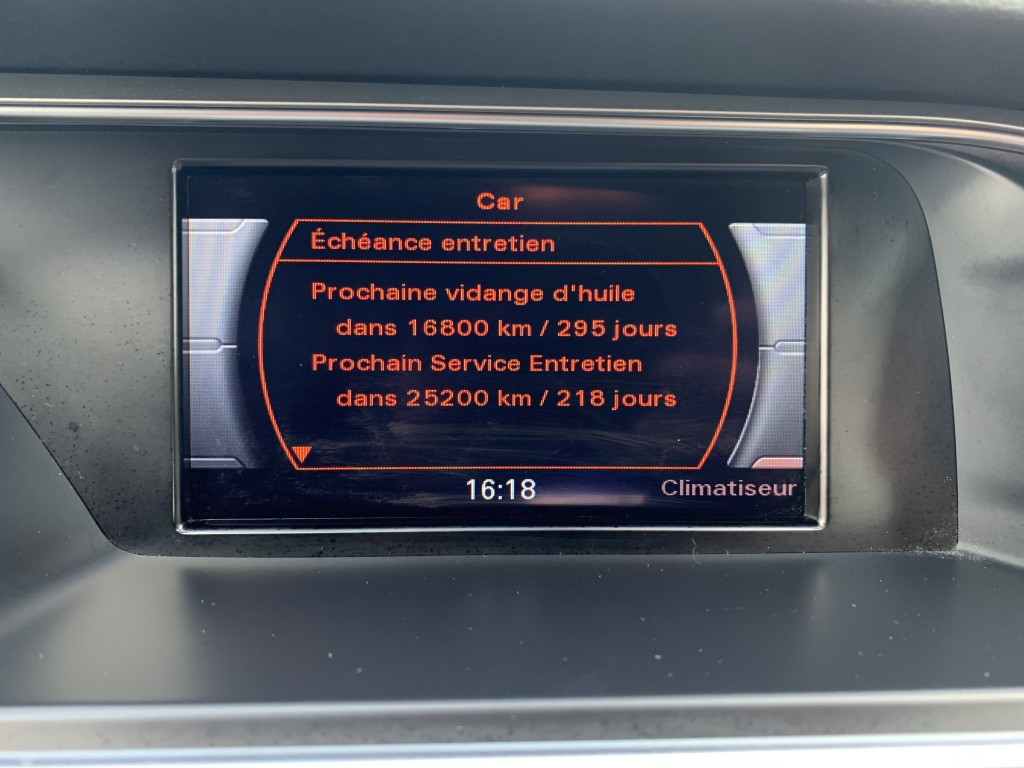 Car
Échéance entretien
Prochaine vidange d'huile
dans 16800 km / 295 jours
Prochain Service Entretien
dans 25200 km / 218 jours
16:18
Climatiseur